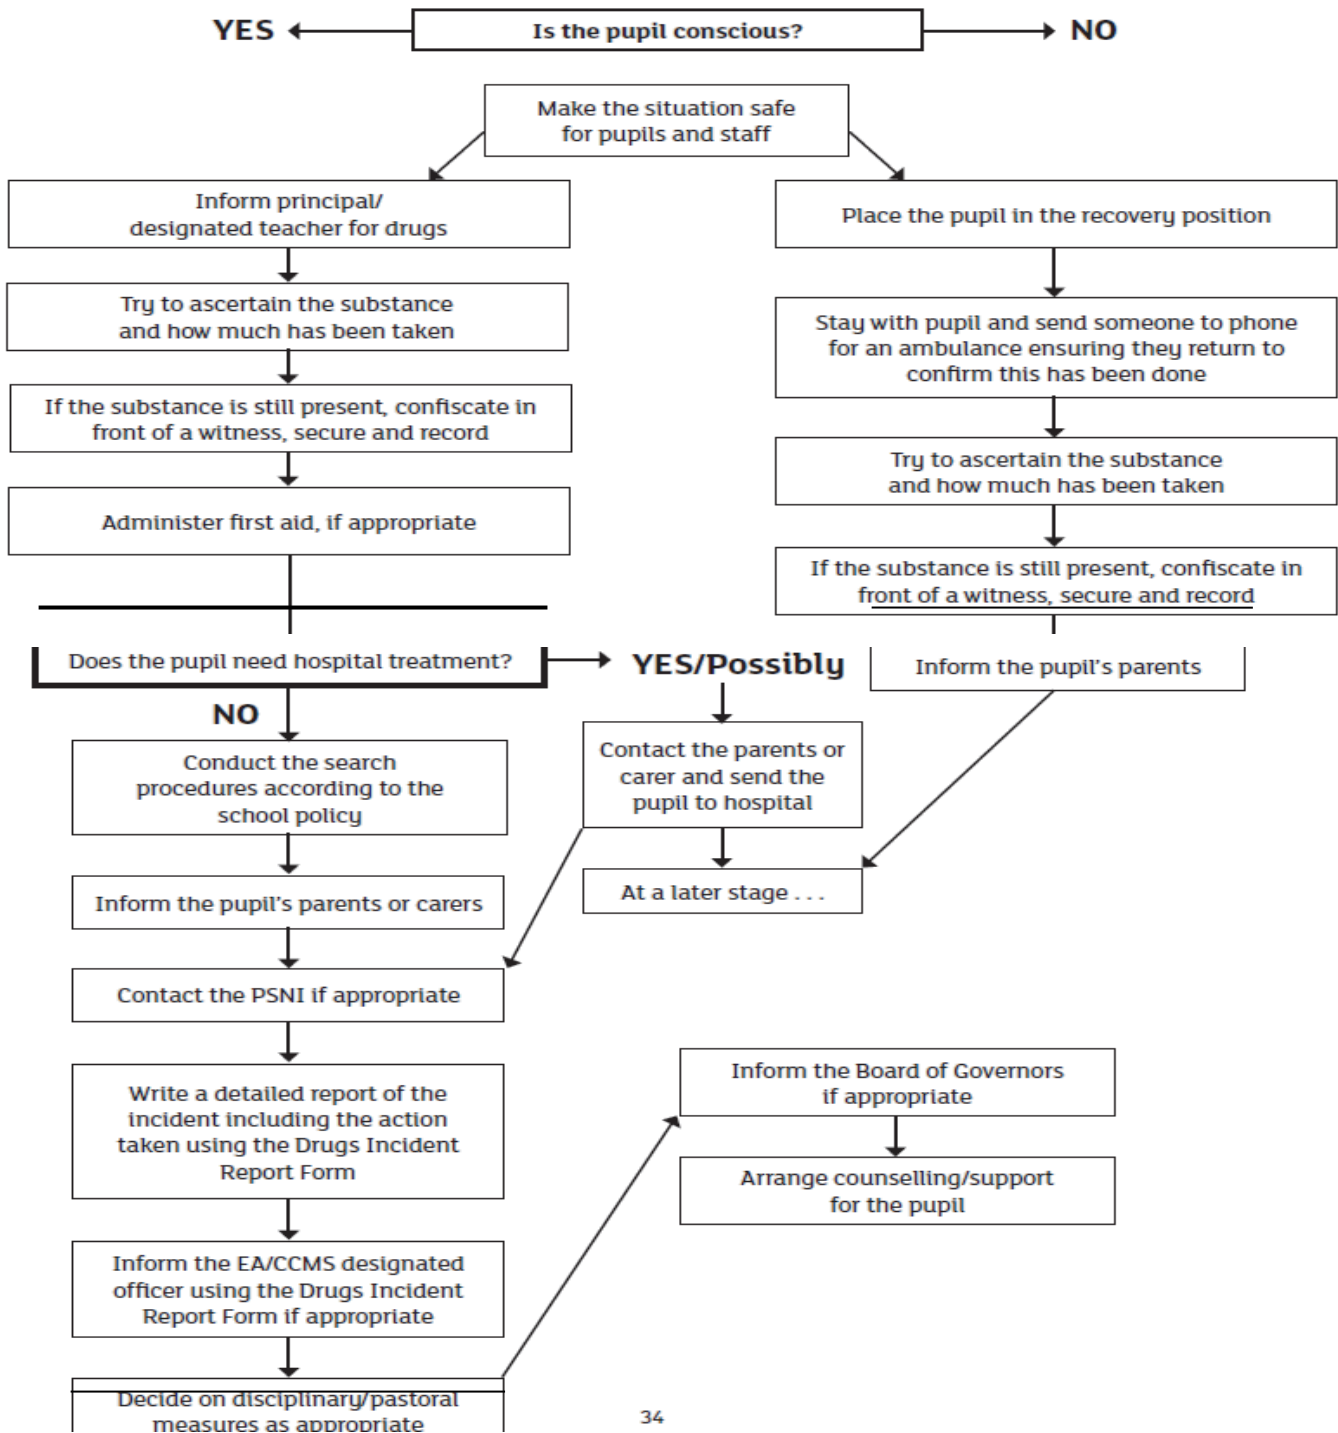 YES
Is the pupil conscious?
NO
Make the situation safe
for pupils and staff
Inform principal/
designated teacher for drugs
Try to ascertain the substance
and how much has been taken
If the substance is still present, confiscate in
front of a witness, secure and record
Administer first aid, if appropriate
Place the pupil in the recovery position
Stay with pupil and send someone to phone
for an ambulance ensuring they return to
confirm this has been done
Try to ascertain the substance
and how much has been taken
If the substance is still present, confiscate in
front of a witness, secure and record
Does the pupil need hospital treatment?
YES/Possibly
Inform the pupil's parents
NO
Conduct the search
procedures according to the
school policy
Contact the parents or
carer and send the
pupil to hospital
Inform the pupil's parents or carers
At a later stage . . .
Contact the PSNI if appropriate
Write a detailed report of the
incident including the action
taken using the Drugs Incident
Report Form
Inform the EA/CCMS designated
officer using the Drugs Incident
Report Form if appropriate
Decide on disciplinary/pastoral
measures as appropriate
Inform the Board of Governors
if appropriate
Arrange counselling/support
for the pupil
34